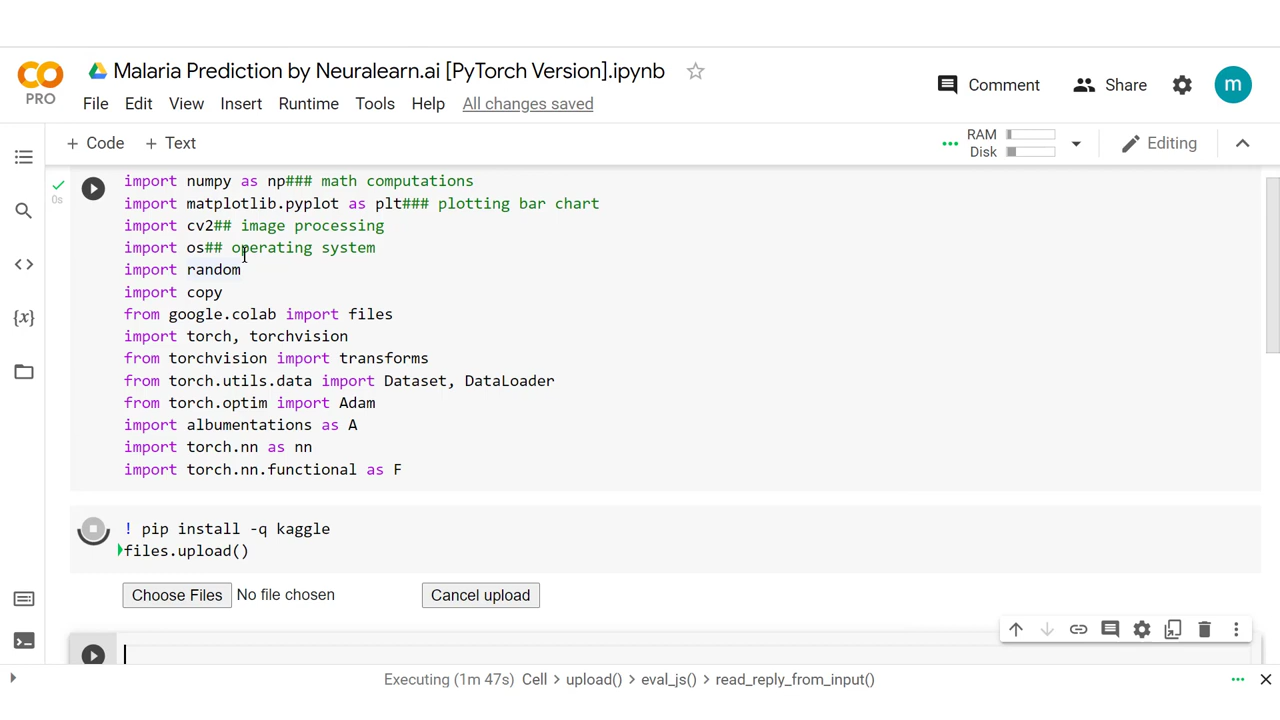 Malaria Prediction by Neuralearn.ai [PyTorch Version].ipynb
Comment
Share
m
PRO
File Edit View Insert Runtime Tools Help All changes saved
+ Code + Text
RAM
Disk
Editing
0s
import numpy as np### math computations
import matplotlib.pyplot as plt### plotting bar chart
import cv2## image processing
import os## operating system
import random
import copy
from google.colab import files
import torch, torchvision
from torchvision import transforms
from torch.utils.data import Dataset, DataLoader
from torch.optim import Adam
import albumentations as A
import torch.nn as nn
import torch.nn.functional as F
{x}
! pip install -q kaggle
files.upload()
Choose Files No file chosen Cancel upload
Executing (1m 47s) Cell > upload() > eval_js() > read_reply_from_input()